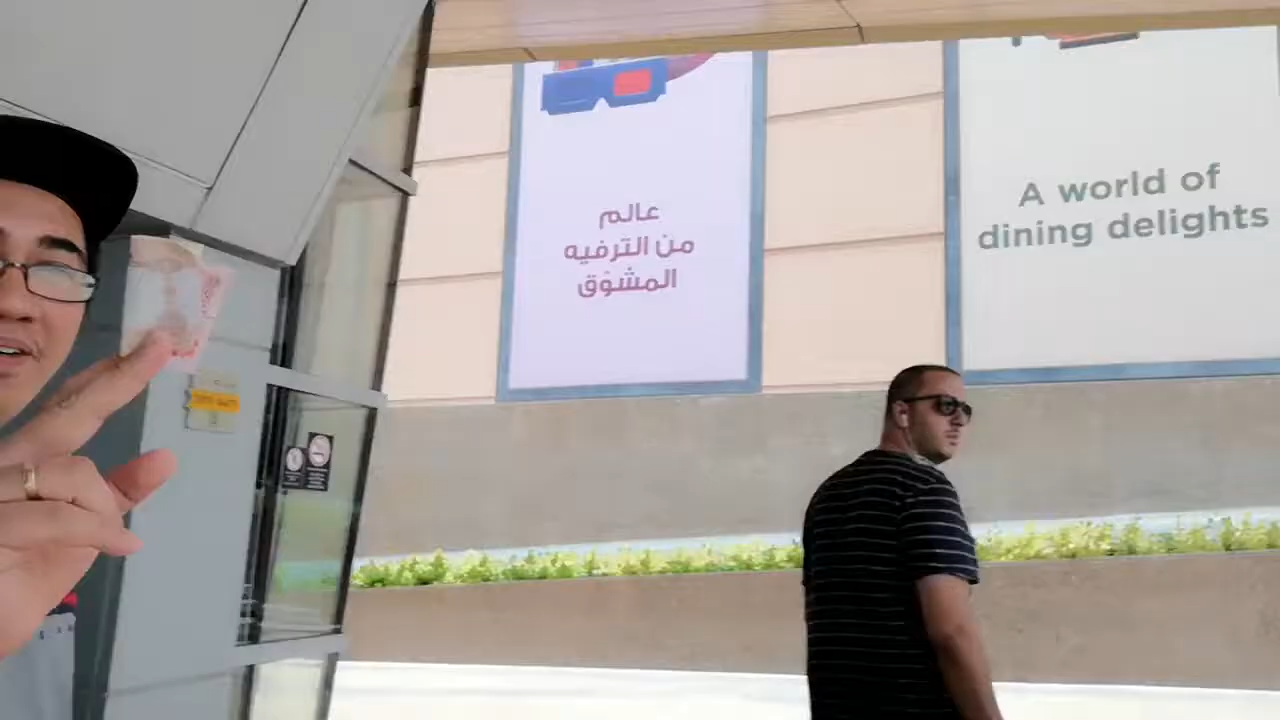 عالم
من الترفيه
المشوّق
A world of
dining delights